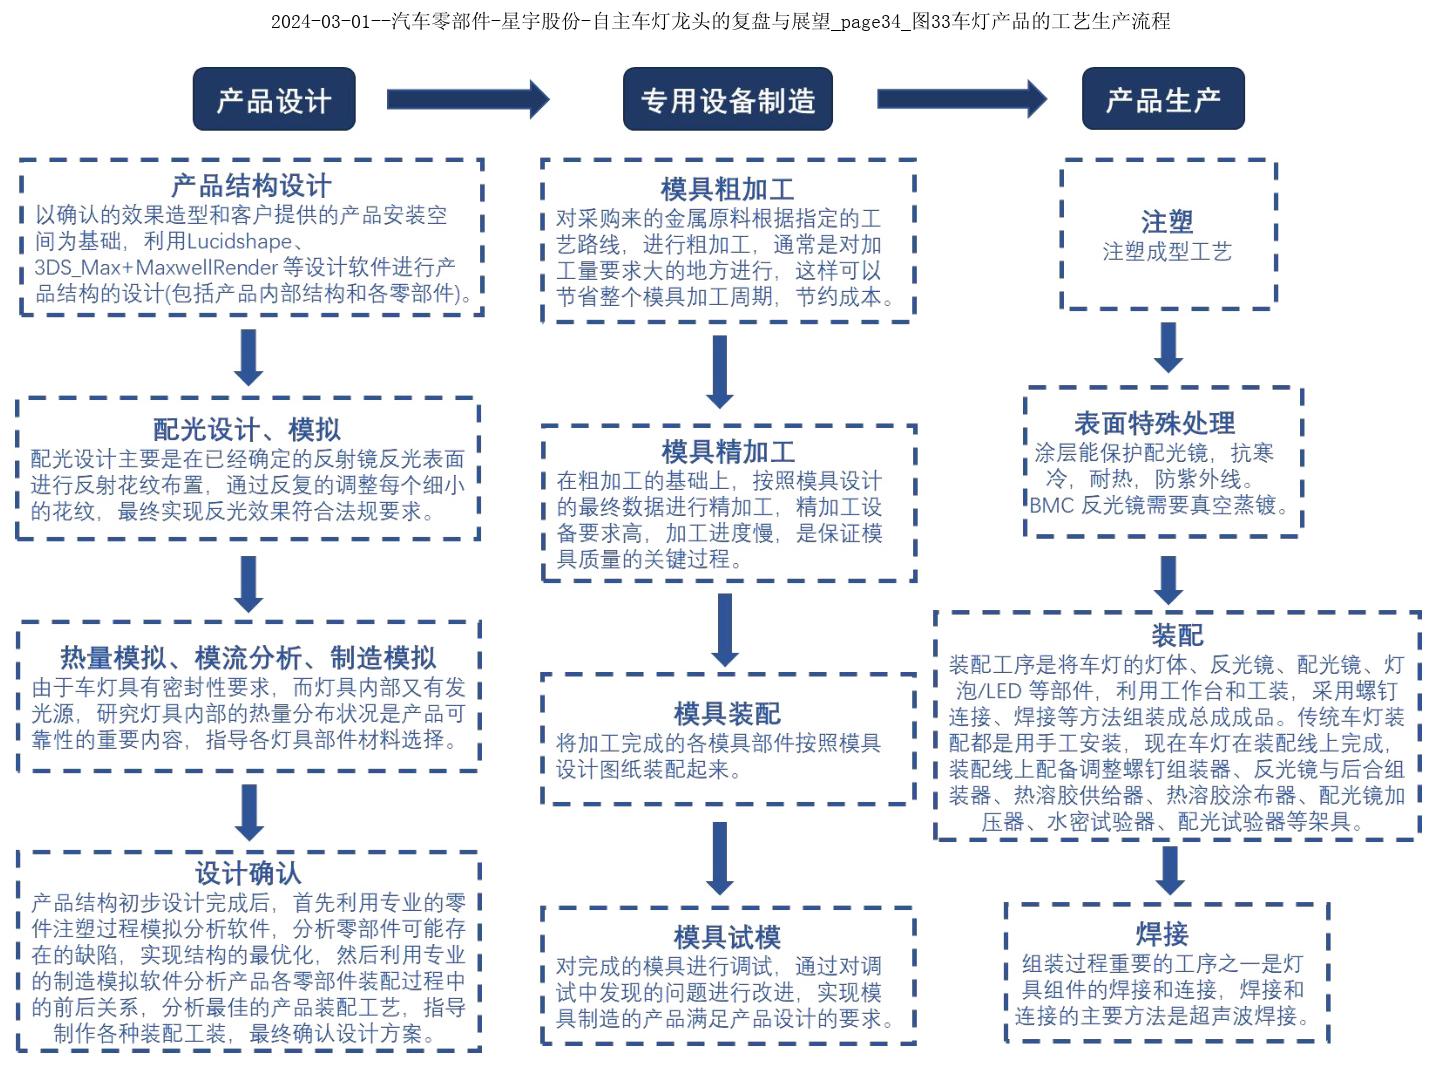 2024-03-01--汽车零部件-星宇股份-自主车灯龙头的复盘与展望_page34_图33车灯产品的工艺生产流程
产品设计
专用设备制造
产品生产
产品结构设计
以确认的效果造型和客户提供的产品安装空
间为基础，利用Lucidshape、
3DS_Max+MaxwellRender 等设计软件进行产
品结构的设计(包括产品内部结构和各零部件)。
配光设计、模拟
配光设计主要是在已经确定的反射镜反光表面
进行反射花纹布置，通过反复的调整每个细小
的花纹，最终实现反光效果符合法规要求。
热量模拟、模流分析、制造模拟
由于车灯具有密封性要求，而灯具内部又有发
光源，研究灯具内部的热量分布状况是产品可
靠性的重要内容，指导各灯具部件材料选择。
设计确认
产品结构初步设计完成后，首先利用专业的零
件注塑过程模拟分析软件，分析零部件可能存
在的缺陷，实现结构的最优化，然后利用专业
的制造模拟软件分析产品各零部件装配过程中
的前后关系，分析最佳的产品装配工艺，指导
制作各种装配工装，最终确认设计方案。
模具粗加工
对采购来的金属原料根据指定的工
艺路线，进行粗加工，通常是对加
工量要求大的地方进行，这样可以
节省整个模具加工周期，节约成本。
模具精加工
在粗加工的基础上，按照模具设计
的最终数据进行精加工，精加工设
备要求高，加工进度慢，是保证模
具质量的关键过程。
模具装配
将加工完成的各模具部件按照模具
设计图纸装配起来。
模具试模
对完成的模具进行调试，通过对调
试中发现的问题进行改进，实现模
具制造的产品满足产品设计的要求。
注塑
注塑成型工艺
表面特殊处理
涂层能保护配光镜，抗寒
冷，耐热，防紫外线。
BMC 反光镜需要真空蒸镀。
装配
装配工序是将车灯的灯体、反光镜、配光镜、灯
泡/LED 等部件，利用工作台和工装，采用螺钉
连接、焊接等方法组装成总成成品。传统车灯装
配都是用手工安装，现在车灯在装配线上完成，
装配线上配备调整螺钉组装器、反光镜与后合组
装器、热溶胶供给器、热溶胶涂布器、配光镜加
压器、水密试验器、配光试验器等架具。
焊接
组装过程重要的工序之一是灯
具组件的焊接和连接，焊接和
连接的主要方法是超声波焊接。